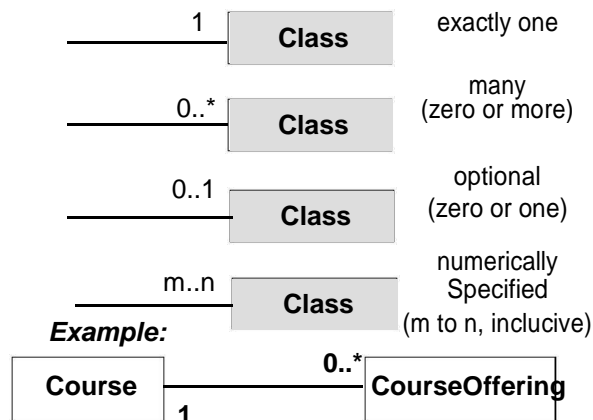 1 Class exactly one
many
0..* Class (zero or more)
optional
0..1 Class (zero or one)
numerically
m..n Class Specified
(m to n, inclucive)
Example:
0..*
Course CourseOffering
1